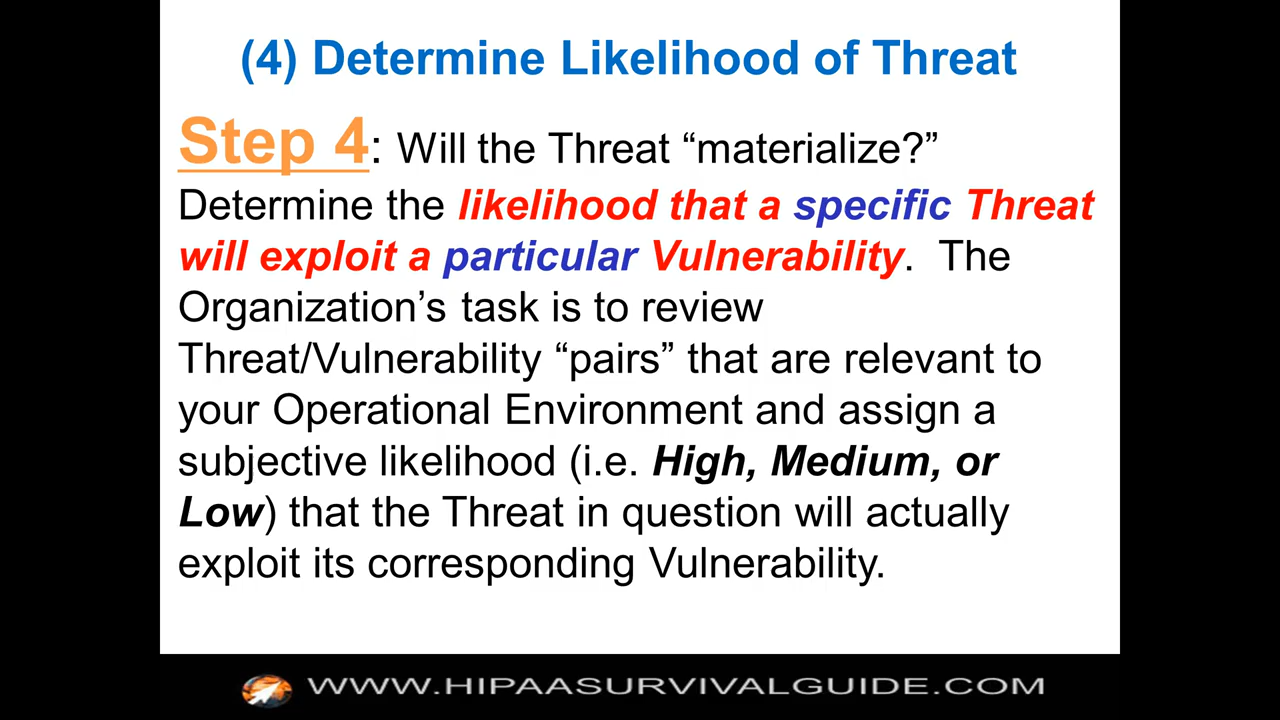 (4) Determine Likelihood of Threat
Step 4: Will the Threat “materialize?”
Determine the likelihood that a specific Threat
will exploit a particular Vulnerability.  The
Organization’s task is to review
Threat/Vulnerability “pairs” that are relevant to
your Operational Environment and assign a
subjective likelihood (i.e. High, Medium, or
Low) that the Threat in question will actually
exploit its corresponding Vulnerability.
WWW.HIPAASURVIVALGUIDE.COM